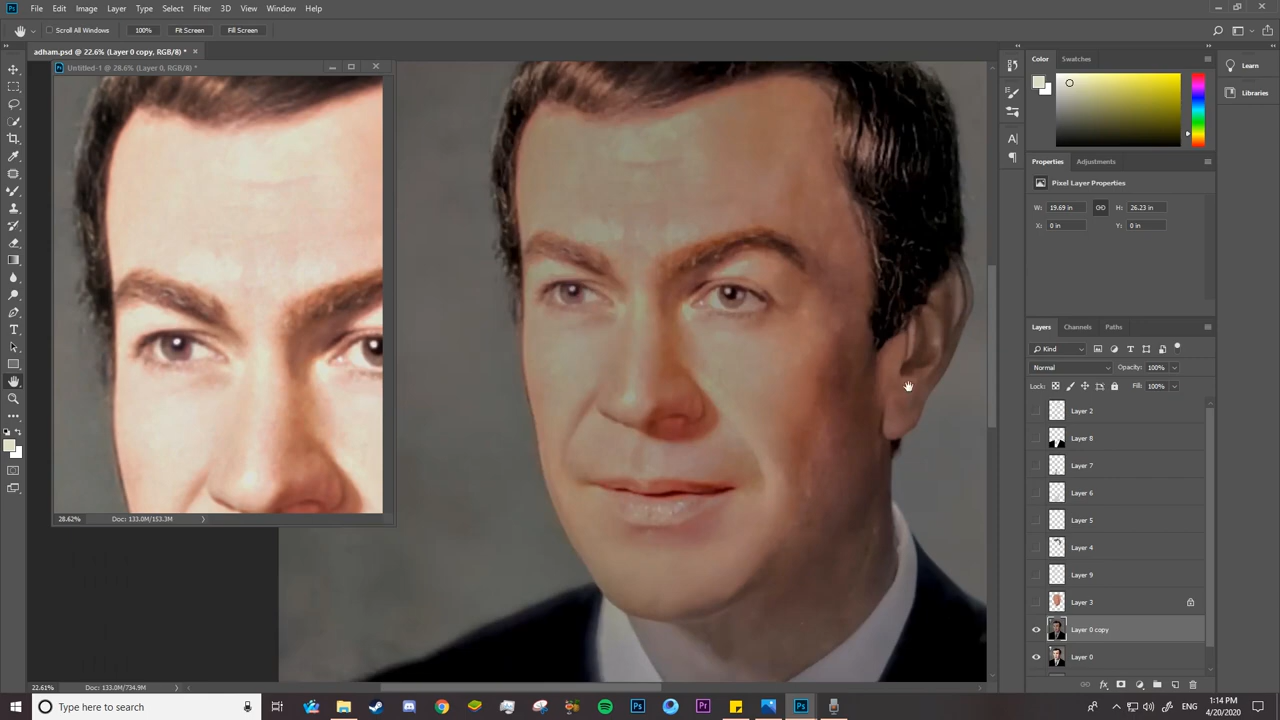 File Edit Image Layer Type Select Filter 3D View Window Help
Scroll All Windows 100% Fit Screen Fill Screen
adham.psd @ 22.6% (Layer 0 copy, RGB/8) *
Untitled-1 @ 28.6% (Layer 0, RGB/8) *
28.62% Doc: 133.0M/153.3M
22.61% Doc: 133.0M/734.9M
Color Swatches
Learn
Libraries
Properties Adjustments
Pixel Layer Properties
W: 19.69 in H: 26.23 in
X: 0 in Y: 0 in
Layers Channels Paths
Kind
Normal Opacity: 100%
Lock: Fill: 100%
Layer 2
Layer 8
Layer 7
Layer 6
Layer 5
Layer 4
Layer 9
Layer 3
Layer 0 copy
Layer 0
Type here to search
ENG
1:14 PM
4/20/2020